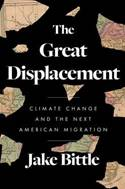 The
Great
Displacement
CLIMATE CHANGE
AND THE NEXT
AMERICAN MIGRATION
Jake Bittle